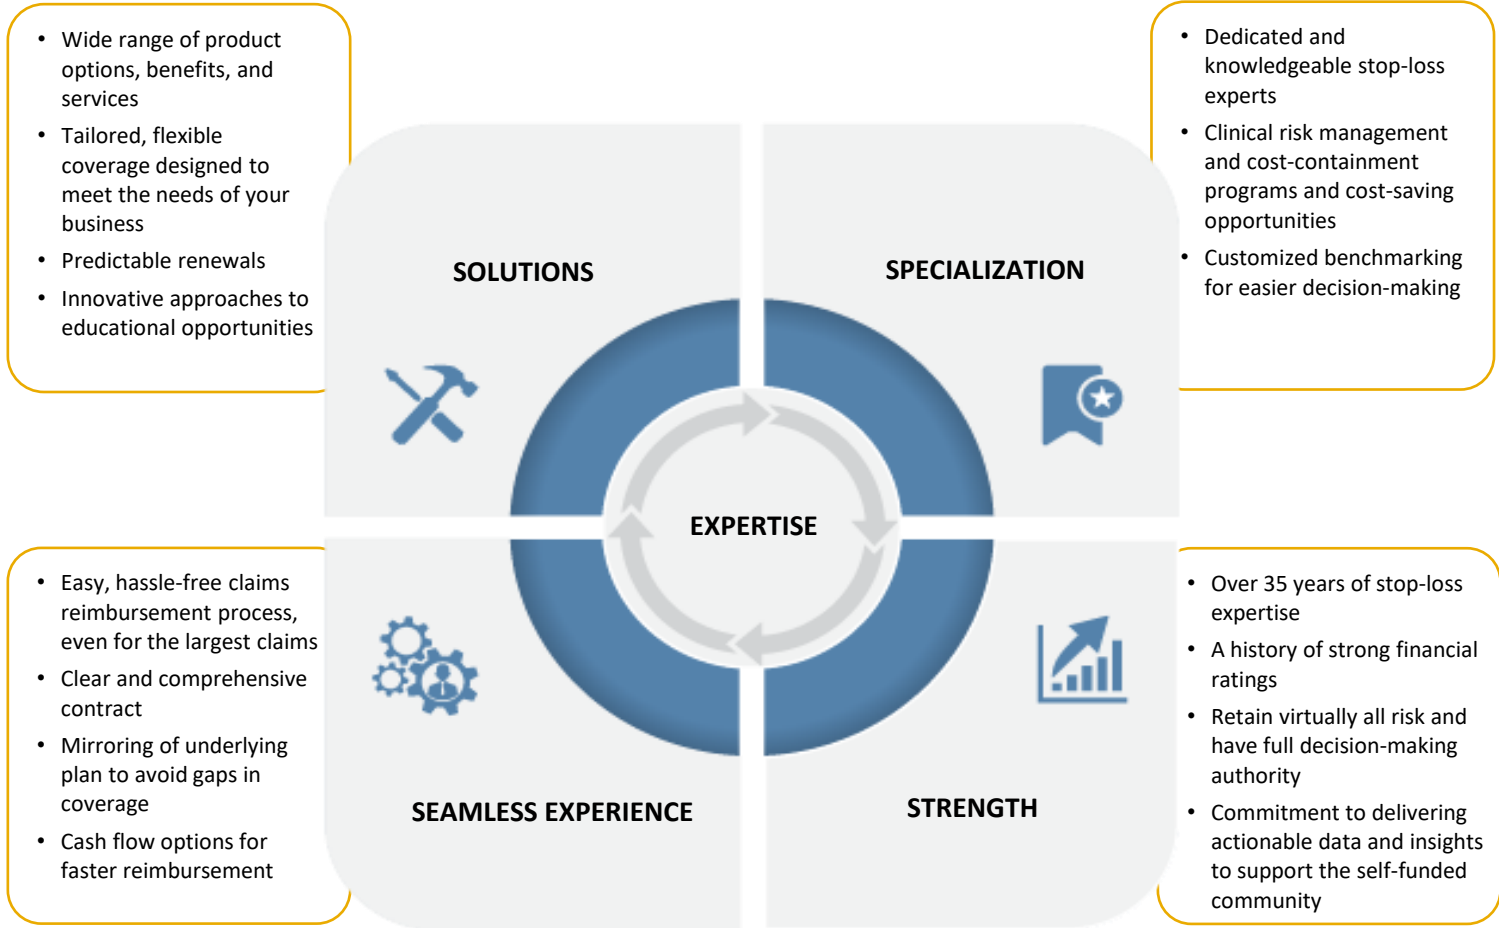 • Wide range of product
options, benefits, and
services
• Tailored, flexible
coverage designed to
meet the needs of your
business
• Predictable renewals
• Innovative approaches to
educational opportunities
SOLUTIONS
• Dedicated and
knowledgeable stop-loss
experts
• Clinical risk management
and cost-containment
programs and cost-saving
opportunities
• Customized benchmarking
for easier decision-making
SPECIALIZATION
EXPERTISE
• Easy, hassle-free claims
reimbursement process,
even for the largest claims
• Clear and comprehensive
contract
• Mirroring of underlying
plan to avoid gaps in
coverage
• Cash flow options for
faster reimbursement
SEAMLESS EXPERIENCE
• Over 35 years of stop-loss
expertise
• A history of strong financial
ratings
• Retain virtually all risk and
have full decision-making
authority
• Commitment to delivering
actionable data and insights
to support the self-funded
community
STRENGTH